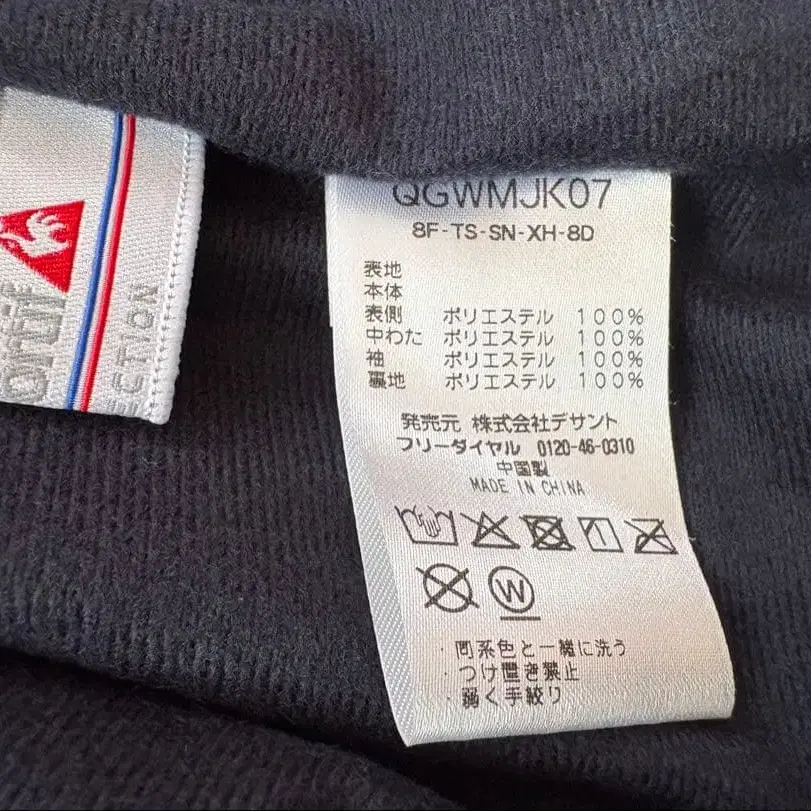 QGWMJK07
8F-TS-SN-XH-8D
表地
本体
表側 ポリエステル 100%
中わた ポリエステル 100%
袖 ポリエステル 100%
裏地 ポリエステル 100%
発売元 株式会社デサント
フリーダイヤル 0120-46-0310
中国製
MADE IN CHINA
W
・同系色と一緒に洗う
・つけ置き禁止
・弱く手絞り
ECTION